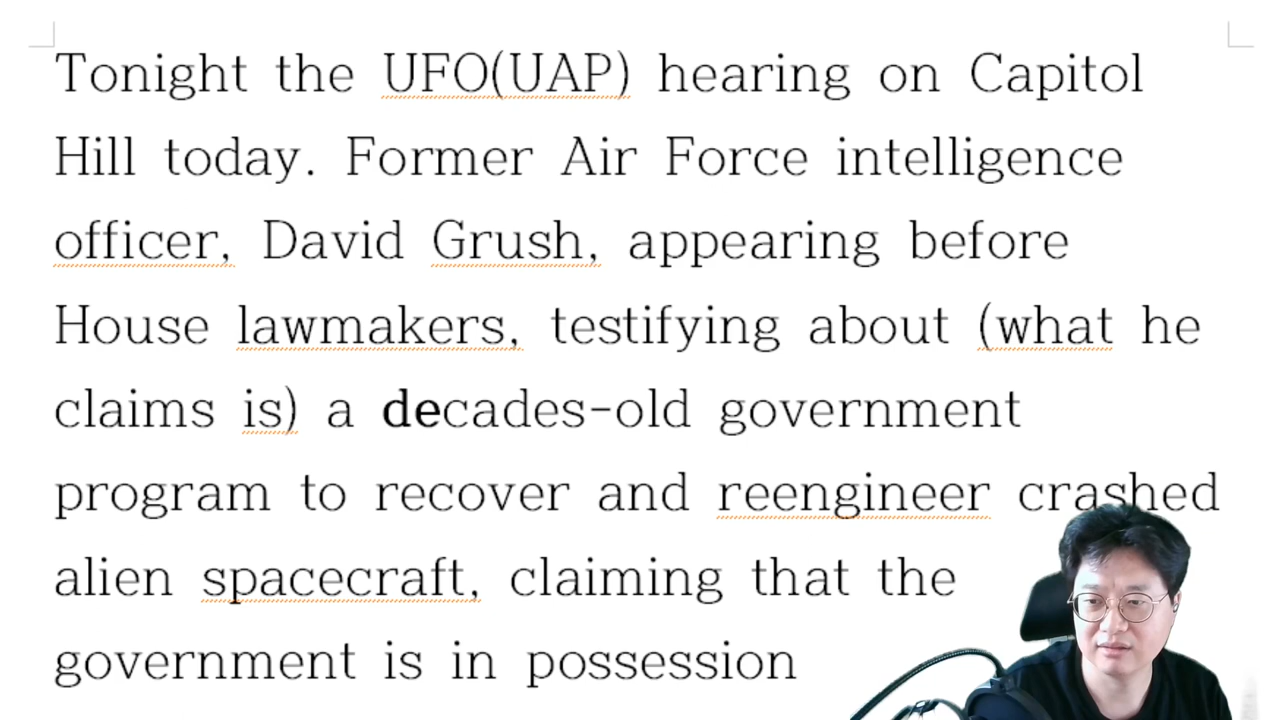 Tonight the UFO(UAP) hearing on Capitol
Hill today. Former Air Force intelligence
officer, David Grush, appearing before
House lawmakers, testifying about (what he
claims is) a decades-old government
program to recover and reengineer crashed
alien spacecraft, claiming that the
government is in possession